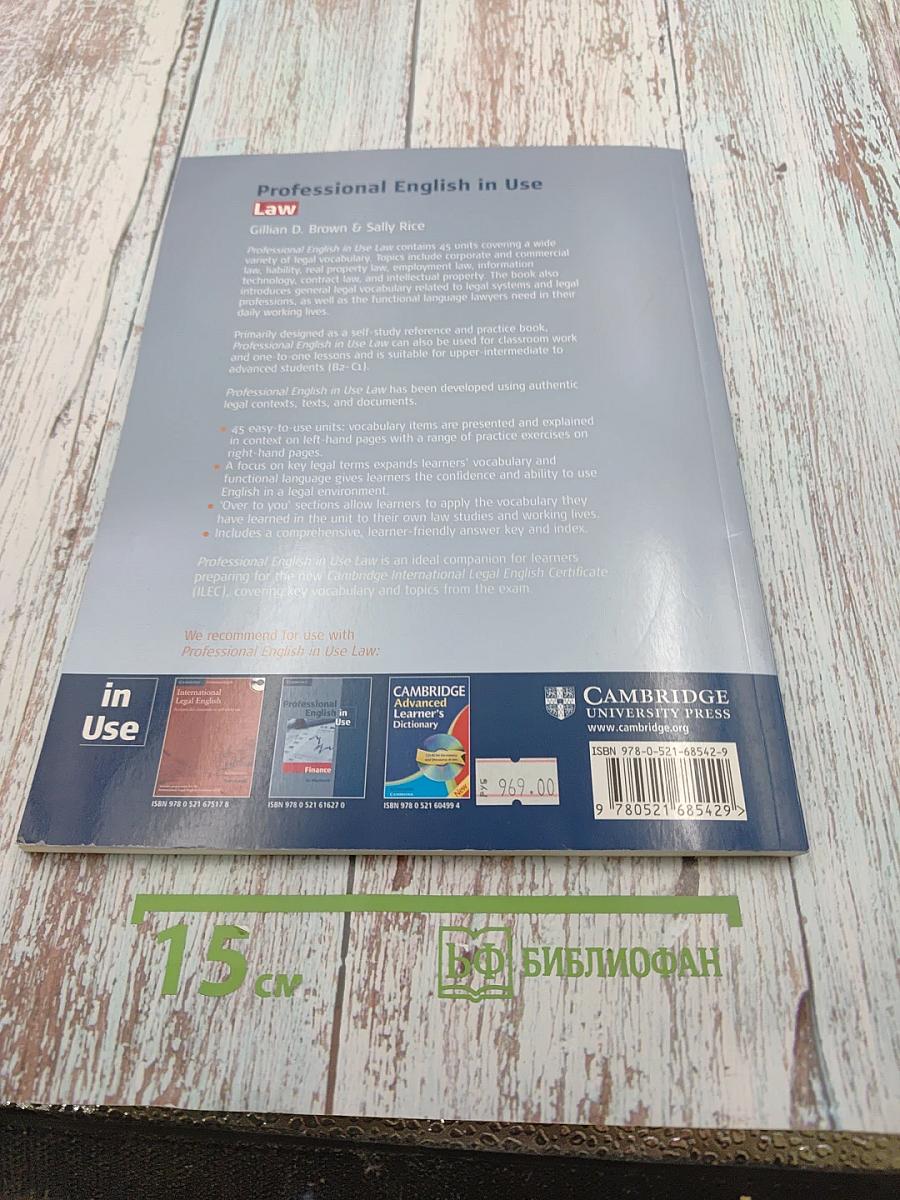 Professional English in Use
Law
Gillian D. Brown & Sally Rice
Professional English in Use Law contains 45 units covering a wide
variety of legal vocabulary. Topics include corporate and commercial
law, liability, real property law, employment law, information
technology, contract law, and intellectual property. The book also
introduces general legal vocabulary related to legal systems and legal
professions, as well as the functional language lawyers need in their
daily working lives.
Primarily designed as a self-study reference and practice book,
Professional English in Use Law can also be used for classroom work
and one-to-one lessons and is suitable for upper-intermediate to
advanced students (B2-C1).
Professional English in Use Law has been developed using authentic
legal contexts, texts, and documents.
• 45 easy-to-use units: vocabulary items are presented and explained
in context on left-hand pages with a range of practice exercises on
right-hand pages.
• A focus on key legal terms expands learners' vocabulary and
functional language gives learners the confidence and ability to use
English in a legal environment.
• 'Over to you' sections allow learners to apply the vocabulary they
have learned in the unit to their own law studies and working lives.
• Includes a comprehensive, learner-friendly answer key and index.
Professional English in Use Law is an ideal companion for learners
preparing for the new Cambridge International Legal English Certificate
(ILEC), covering key vocabulary and topics from the exam.
We recommend for use with
Professional English in Use Law:
in
Use
International
Legal English
ISBN 978 0 521 67517 8
Professional
English in
Use
Finance
ISBN 978 0 521 61627 0
CAMBRIDGE
Advanced
Learner's
Dictionary
New
ISBN 978 0 521 60499 4
РУБ 969.00
CAMBRIDGE
UNIVERSITY PRESS
www.cambridge.org
ISBN 978-0-521-68542-9
9 780521 685429 >
15 см
БФ БИБЛИОФАН